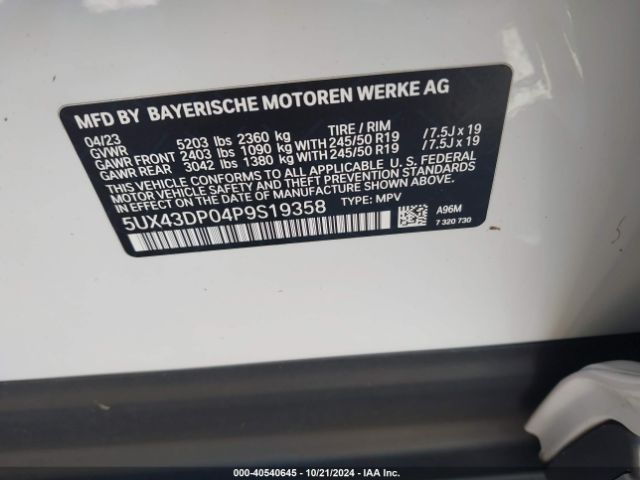 MFD BY BAYERISCHE MOTOREN WERKE AG
04/23
GVWR 5203 lbs 2360 kg TIRE / RIM
GAWR FRONT 2403 lbs 1090 kg WITH 245/50 R19 / 7.5J x 19
GAWR REAR 3042 lbs 1380 kg WITH 245/50 R19 / 7.5J x 19
THIS VEHICLE CONFORMS TO ALL APPLICABLE U. S. FEDERAL
MOTOR VEHICLE SAFETY AND THEFT PREVENTION STANDARDS
IN EFFECT ON THE DATE OF MANUFACTURE SHOWN ABOVE.
5UX43DP04P9S19358 TYPE: MPV
A96M
7 320 730
000-40540645 - 10/21/2024 - IAA Inc.